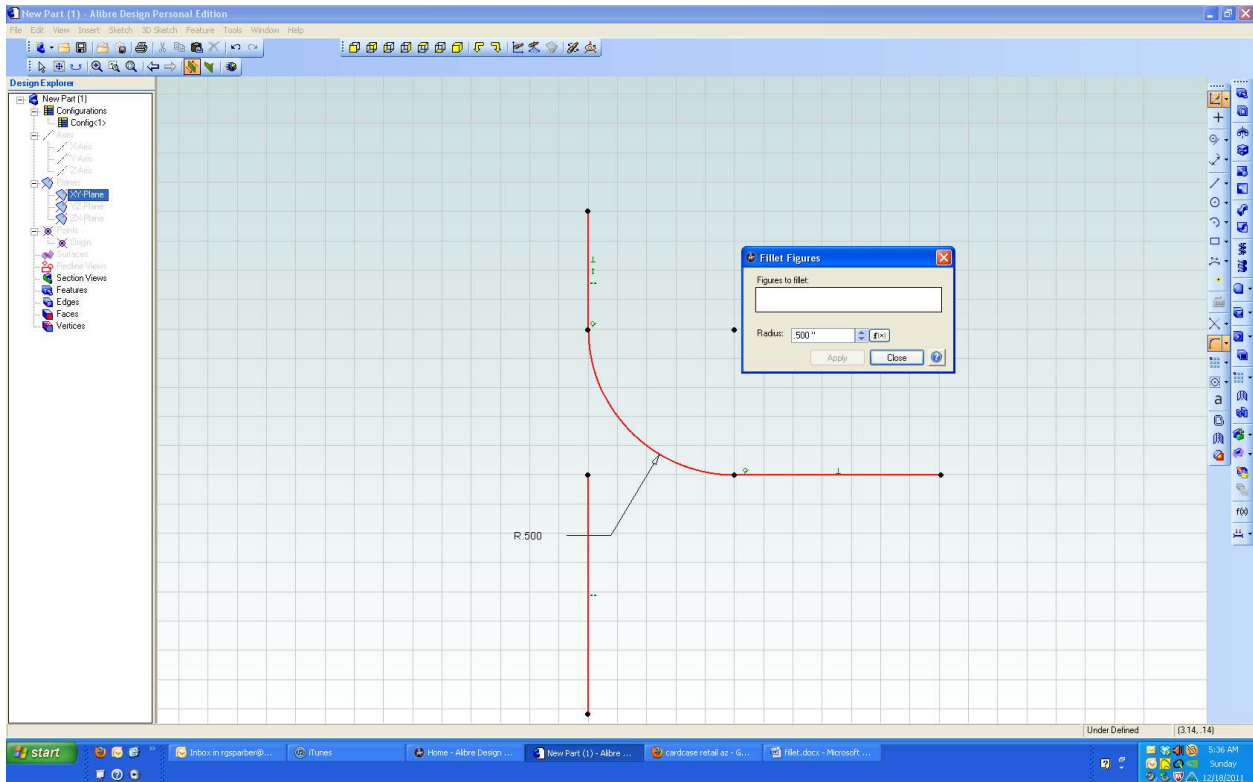 New Part (1) - Alibre Design Personal Edition
File Edit View Insert Sketch 3D Sketch Feature Tools Window Help
Design Explorer
New Part (1)
Configurations
Config<1>
Axes
X-Axis
Y-Axis
Z-Axis
Planes
XY-Plane
YZ-Plane
ZX-Plane
Points
Origin
Surfaces
Redline Views
Section Views
Features
Edges
Faces
Vertices
Fillet Figures
Figures to fillet:
Radius: .500 " f(x)
Apply Close ?
R.500
a
f(x)
Under Defined (3.14, .14)
start Inbox in rgsparber@... iTunes Home - Alibre Design ... New Part (1) - Alibre ... cardcase retail az - G... fillet.docx - Microsoft ... 5:36 AM
Sunday
12/18/2011